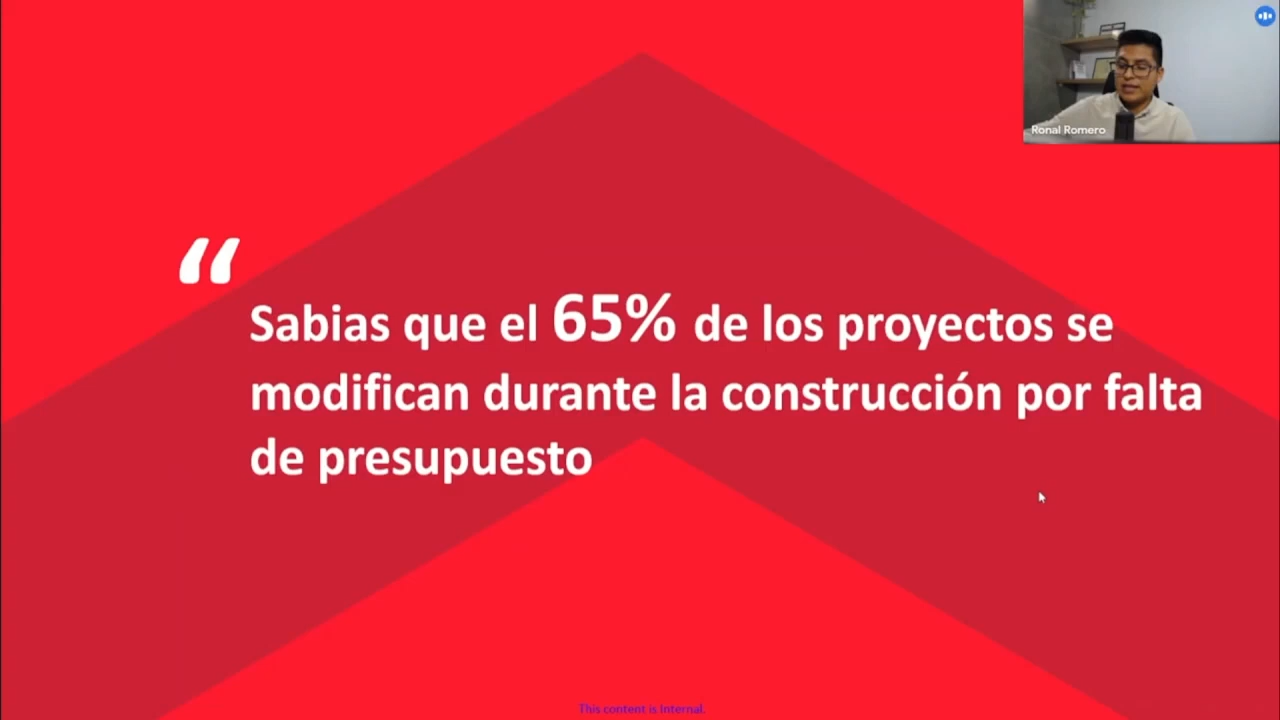 Ronal Romero
“
Sabias que el 65% de los proyectos se
modifican durante la construcción por falta
de presupuesto
This content is Internal.